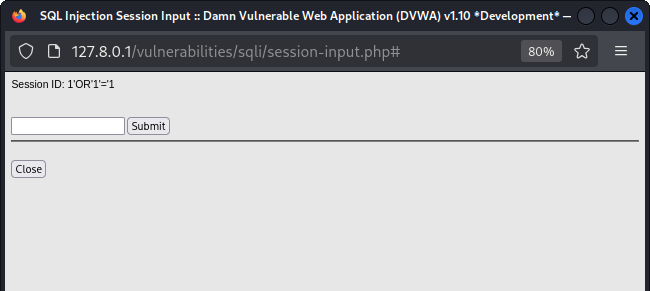 SQL Injection Session Input :: Damn Vulnerable Web Application (DVWA) v1.10 *Development* —
127.8.0.1/vulnerabilities/sqli/session-input.php# 80%
Session ID: 1'OR'1'='1
Submit
Close